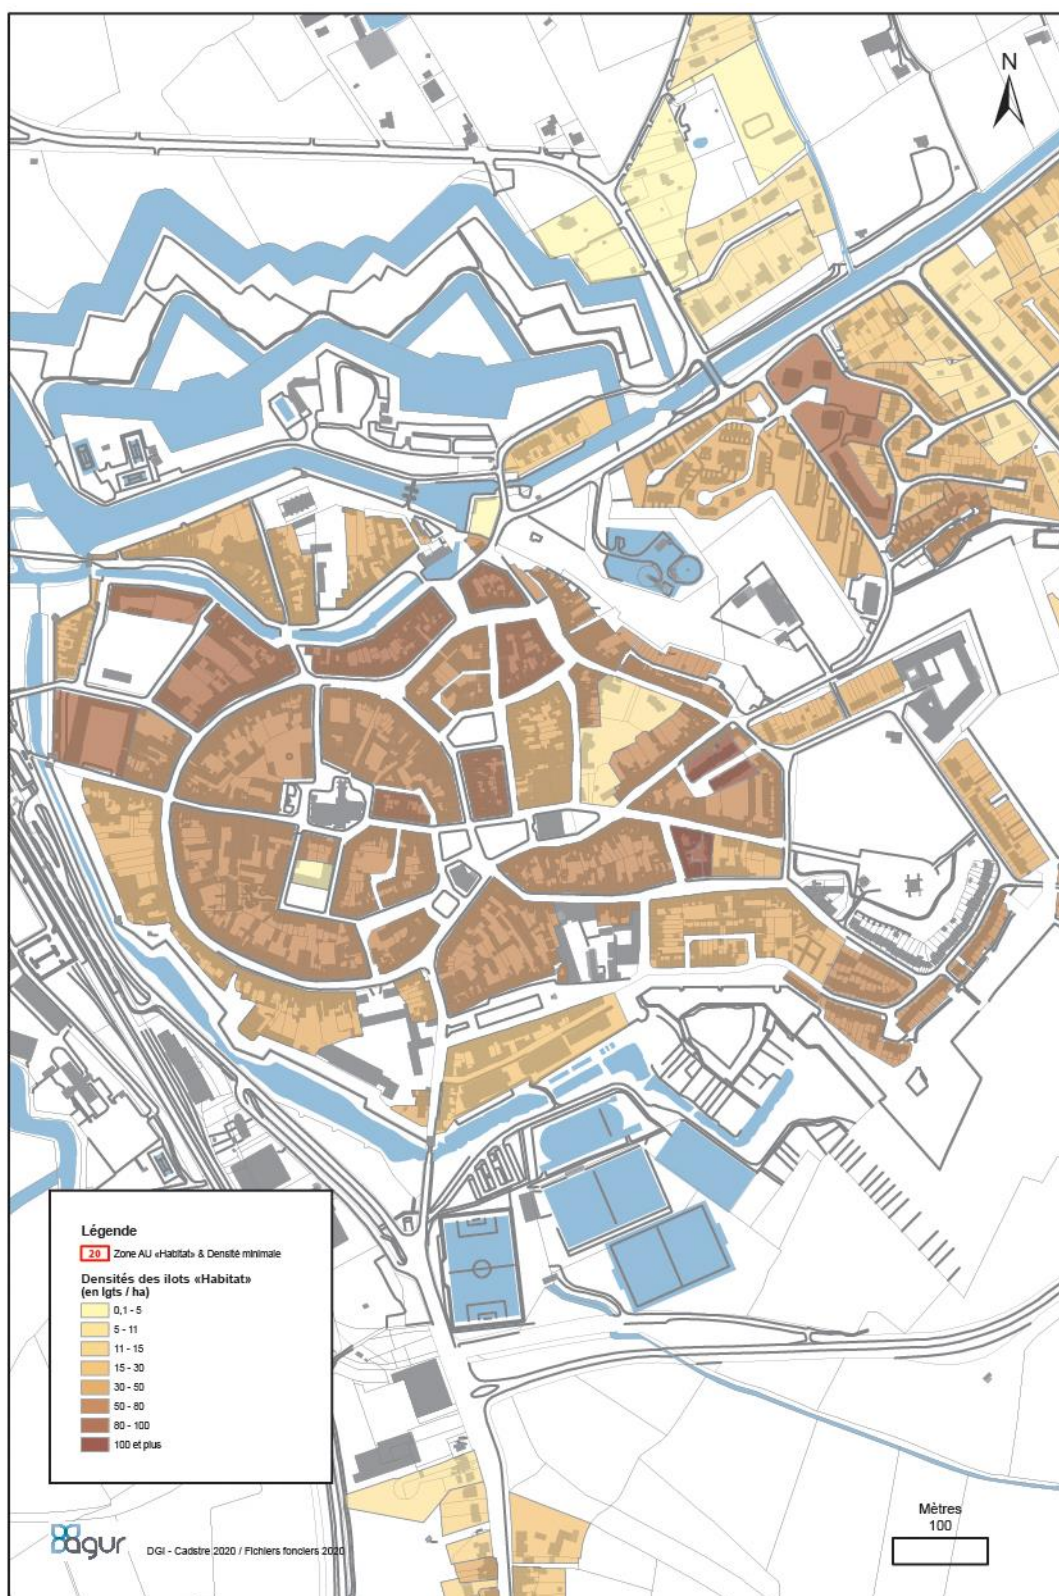 N
Légende
20 Zone AU «Habitat» & Densité minimale
Densités des ilots «Habitat»
(en lgts / ha)
0,1 - 5
5 - 11
11 - 15
15 - 30
30 - 50
50 - 80
80 - 100
100 et plus
Mètres
100
agur
DGI - Cadstre 2020 / Fichiers fonciers 2020